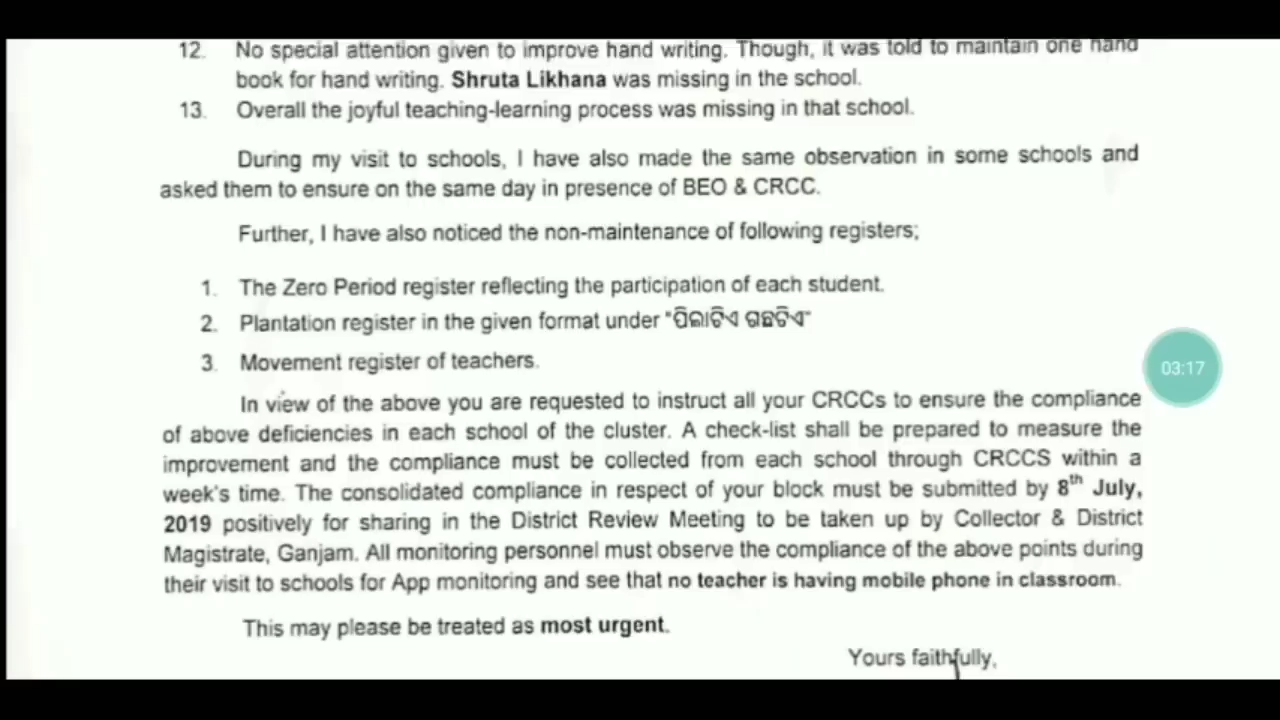 12. No special attention given to improve hand writing. Though, it was told to maintain one hand
book for hand writing. Shruta Likhana was missing in the school.
13. Overall the joyful teaching-learning process was missing in that school.
During my visit to schools, I have also made the same observation in some schools and
asked them to ensure on the same day in presence of BEO & CRCC.
Further, I have also noticed the non-maintenance of following registers;
1. The Zero Period register reflecting the participation of each student.
2. Plantation register in the given format under "ପିଲାଟିଏ ଗଛଟିଏ"
3. Movement register of teachers.
03:17
In view of the above you are requested to instruct all your CRCCs to ensure the compliance
of above deficiencies in each school of the cluster. A check-list shall be prepared to measure the
improvement and the compliance must be collected from each school through CRCCS within a
week's time. The consolidated compliance in respect of your block must be submitted by 8th July,
2019 positively for sharing in the District Review Meeting to be taken up by Collector & District
Magistrate, Ganjam. All monitoring personnel must observe the compliance of the above points during
their visit to schools for App monitoring and see that no teacher is having mobile phone in classroom.
This may please be treated as most urgent.
Yours faithfully,